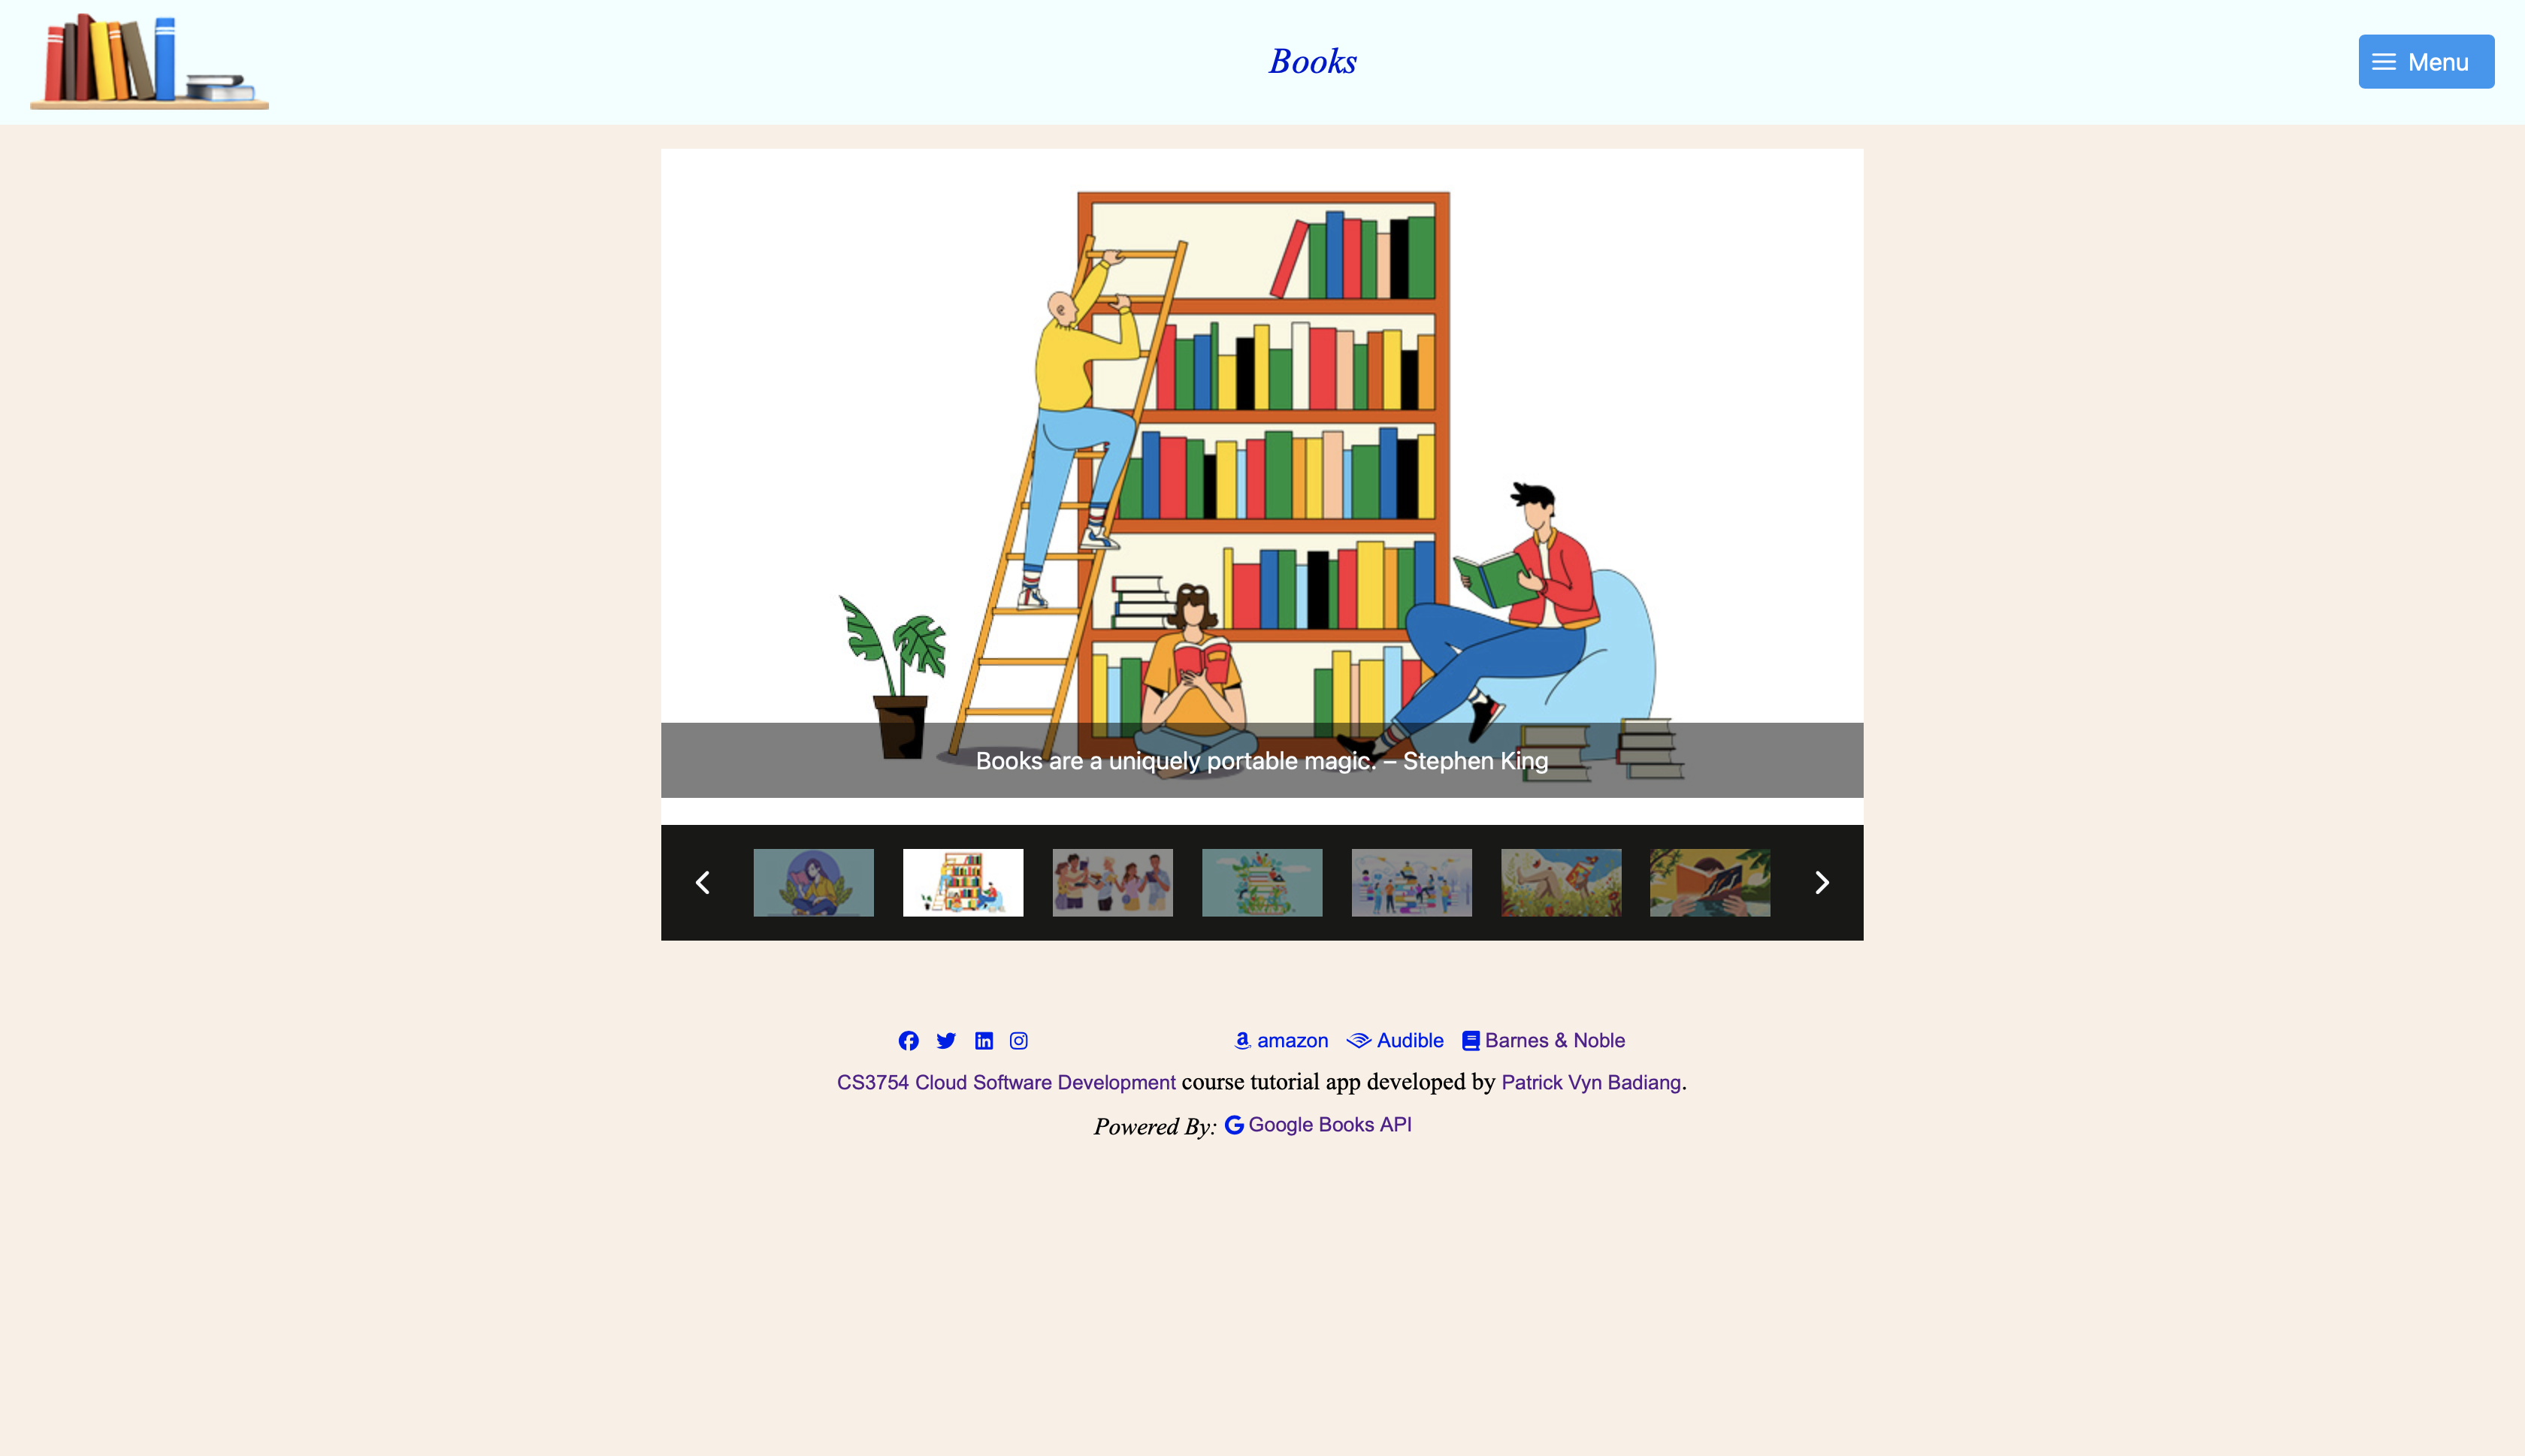 Books
Menu
Books are a uniquely portable magic. – Stephen King
amazon Audible Barnes & Noble
CS3754 Cloud Software Development course tutorial app developed by Patrick Vyn Badiang.
Powered By: Google Books API